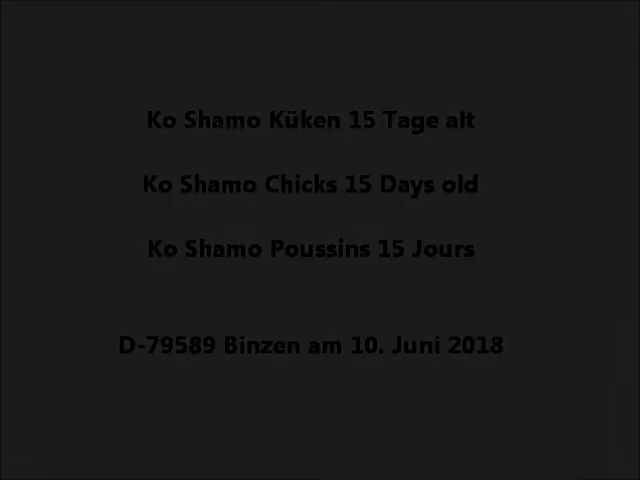 Ko Shamo Küken 15 Tage alt
Ko Shamo Chicks 15 Days old
Ko Shamo Poussins 15 Jours
D-79589 Binzen am 10. Juni 2018